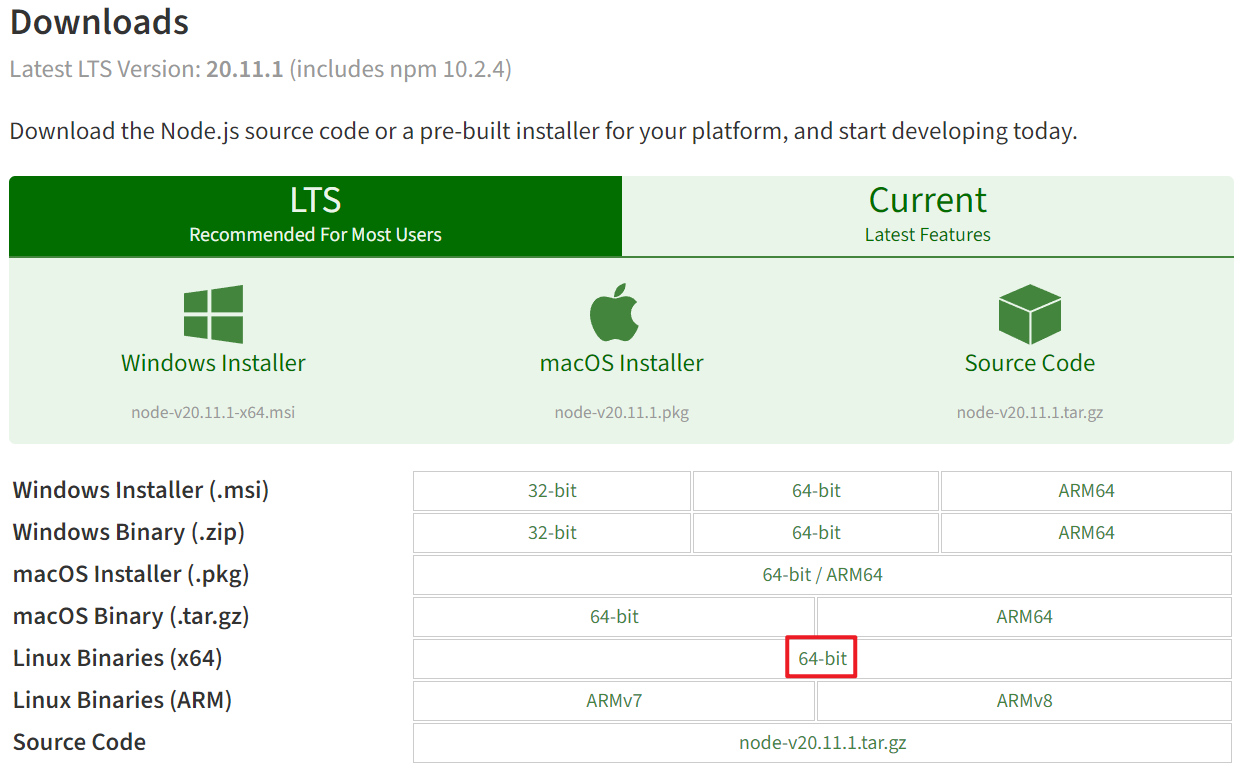 Downloads
Latest LTS Version: 20.11.1 (includes npm 10.2.4)
Download the Node.js source code or a pre-built installer for your platform, and start developing today.
LTS
Recommended For Most Users
Current
Latest Features
Windows Installer
node-v20.11.1-x64.msi
macOS Installer
node-v20.11.1.pkg
Source Code
node-v20.11.1.tar.gz
Windows Installer (.msi) 32-bit 64-bit ARM64
Windows Binary (.zip) 32-bit 64-bit ARM64
macOS Installer (.pkg) 64-bit / ARM64
macOS Binary (.tar.gz) 64-bit ARM64
Linux Binaries (x64) 64-bit
Linux Binaries (ARM) ARMv7 ARMv8
Source Code node-v20.11.1.tar.gz